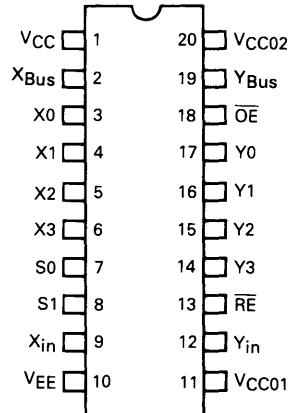 VCC 1 20 VCC02
XBus 2 19 YBus
X0 3 18 O̅E̅
X1 4 17 Y0
X2 5 16 Y1
X3 6 15 Y2
S0 7 14 Y3
S1 8 13 R̅E̅
Xin 9 12 Yin
VEE 10 11 VCC01